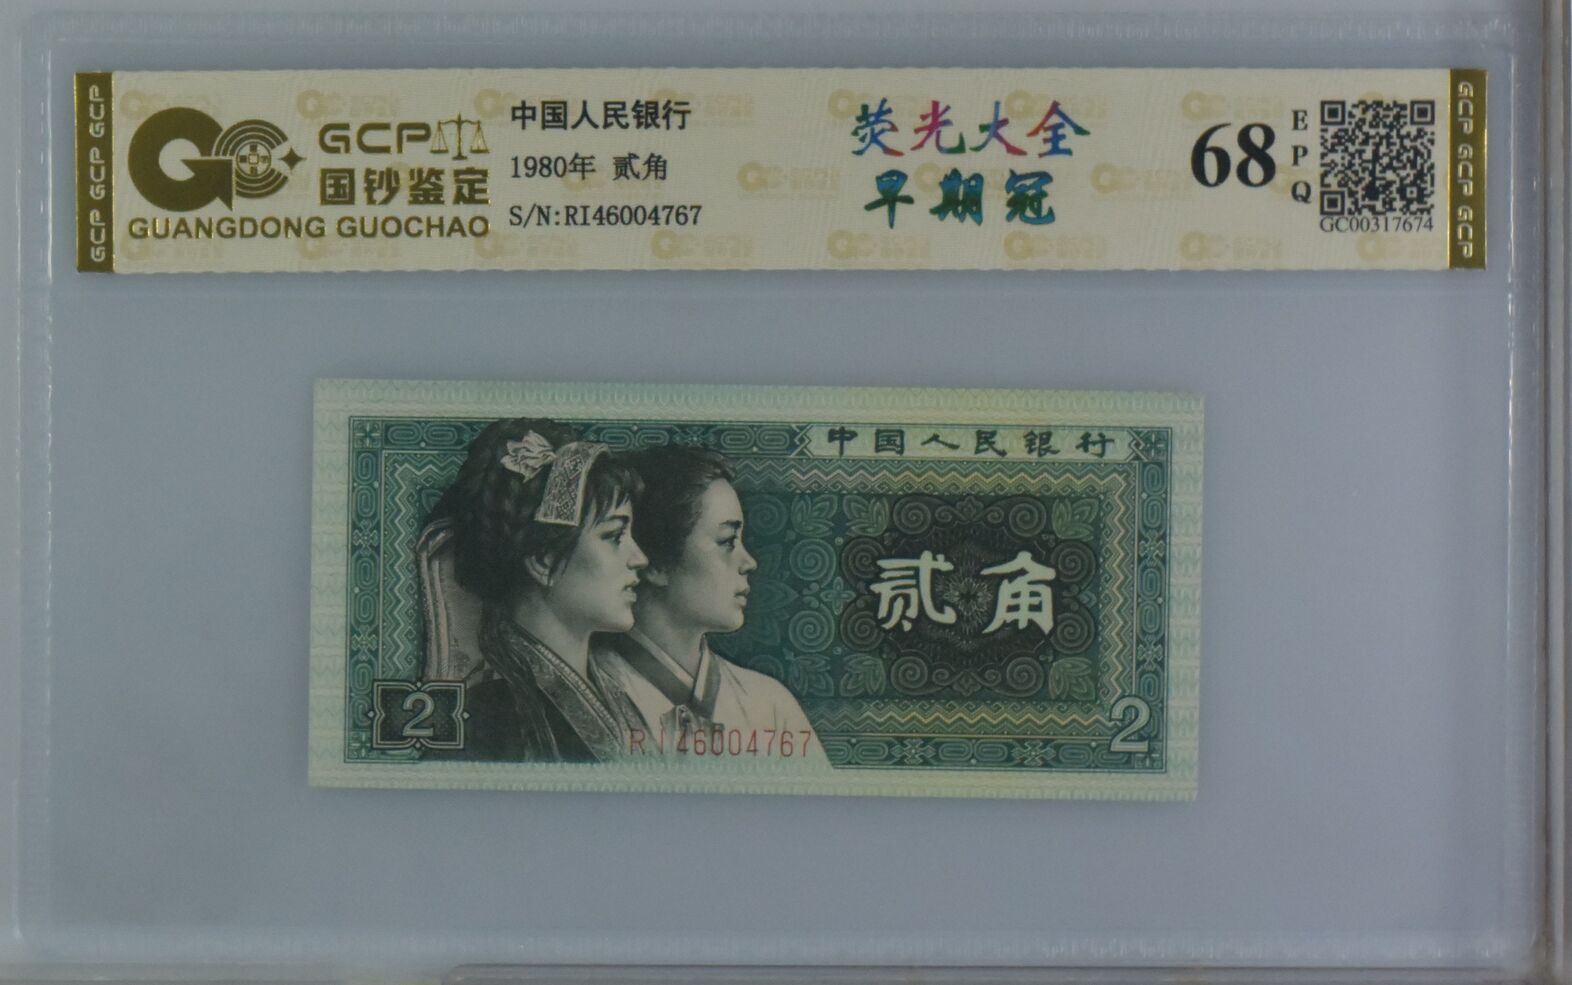 GCP GCP GCP
GCP
国钞鉴定
GUANGDONG GUOCHAO
中国人民银行
1980年 贰角
S/N:RI46004767
荧光大全
早期冠
68
E
P
Q
GC00317674
GCP GCP GCP
中国人民银行
贰角
2
2
RI46004767